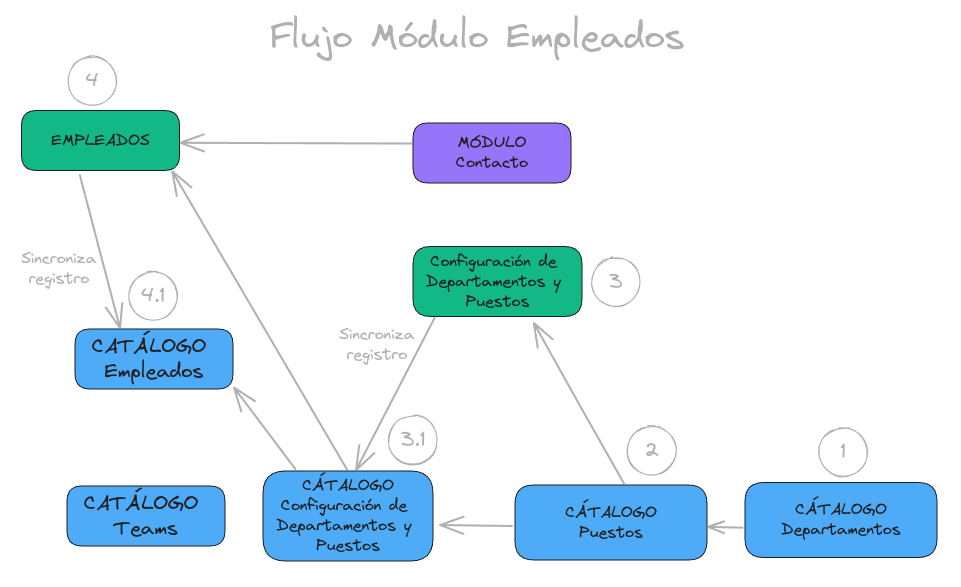 Flujo Módulo Empleados
4
EMPLEADOS
MÓDULO
Contacto
Sincroniza
registro
4.1
Configuración de
Departamentos y
Puestos
3
CATÁLOGO
Empleados
Sincroniza
registro
3.1
2
1
CATÁLOGO
Teams
CÁTALOGO
Configuración de
Departamentos y
Puestos
CÁTALOGO
Puestos
CÁTALOGO
Departamentos